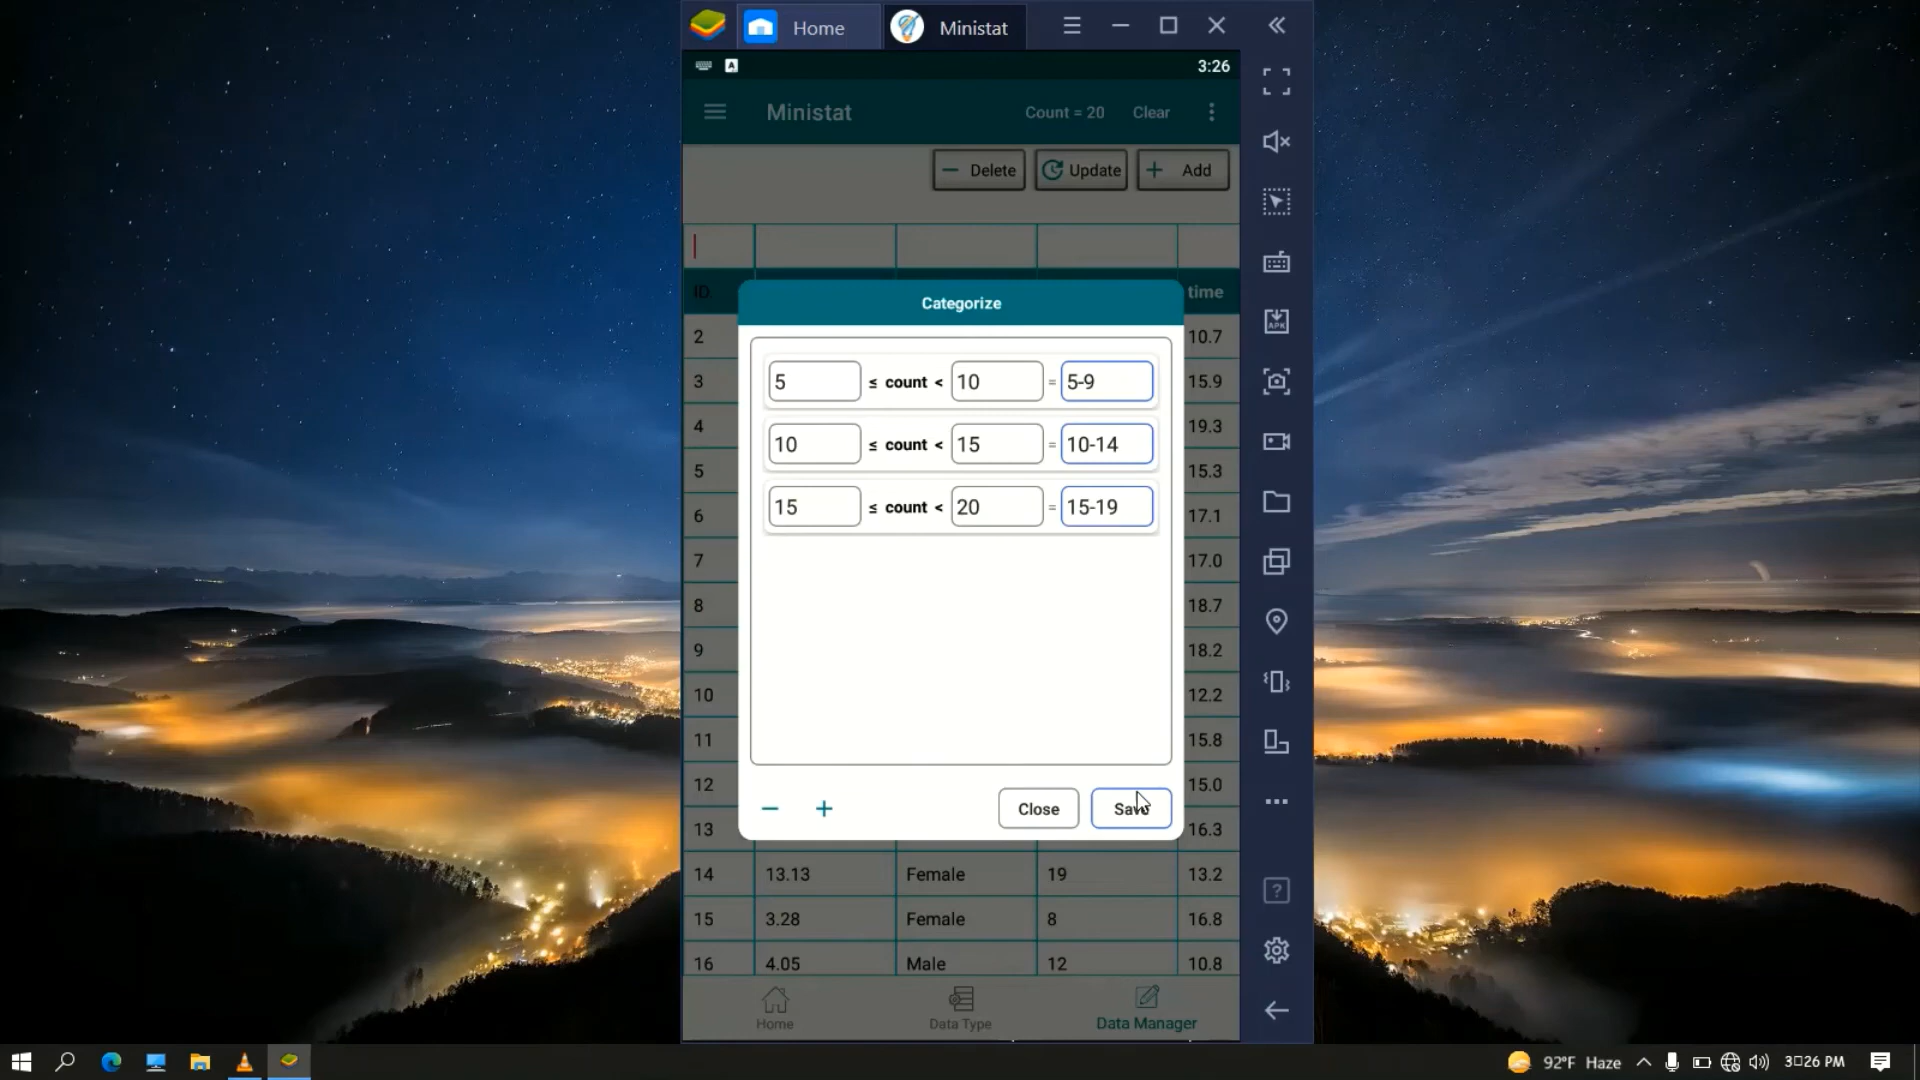 Home
Ministat
A
3:26
Ministat
Count = 20
Clear
Delete
Update
+ Add
ID
time
Categorize
5 ≤ count < 10 = 5-9
10 ≤ count < 15 = 10-14
15 ≤ count < 20 = 15-19
2 10.7
3 15.9
4 19.3
5 15.3
6 17.1
7 17.0
8 18.7
9 18.2
10 12.2
11 15.8
12 15.0
13 16.3
− +
Close
Save
14 13.13 Female 19 13.2
15 3.28 Female 8 16.8
16 4.05 Male 12 10.8
Home
Data Type
Data Manager
APK
?
92°F Haze
3:26 PM